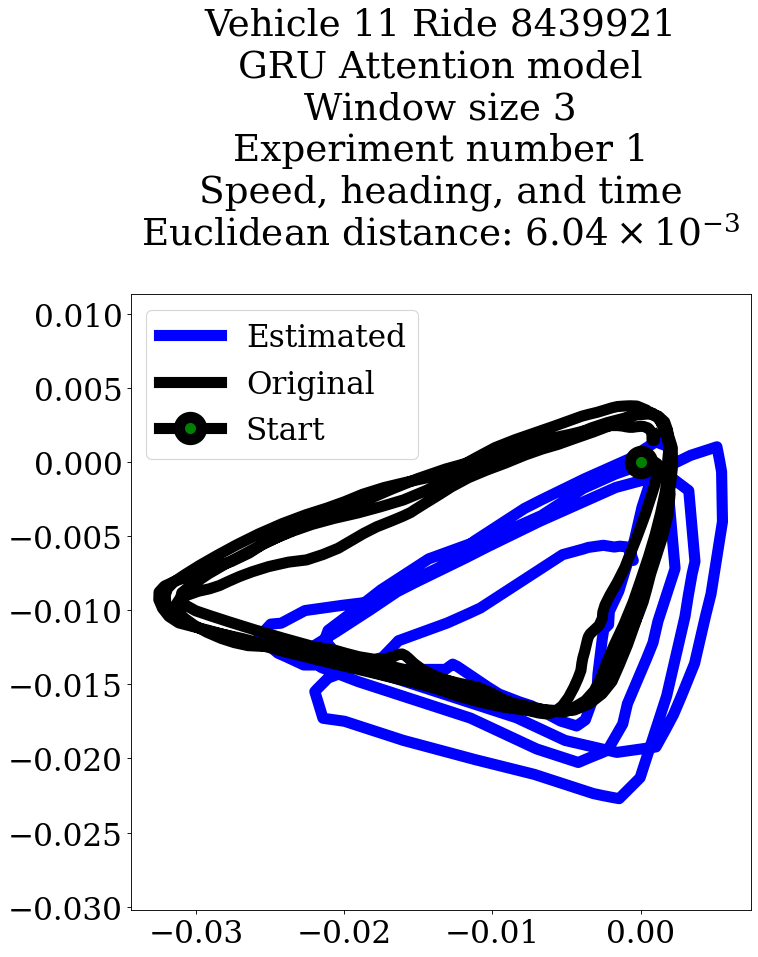 Vehicle 11 Ride 8439921
GRU Attention model
Window size 3
Experiment number 1
Speed, heading, and time
Euclidean distance: 6.04 × 10⁻³
Estimated
Original
Start
0.010
0.005
0.000
−0.005
−0.010
−0.015
−0.020
−0.025
−0.030
−0.03
−0.02
−0.01
0.00